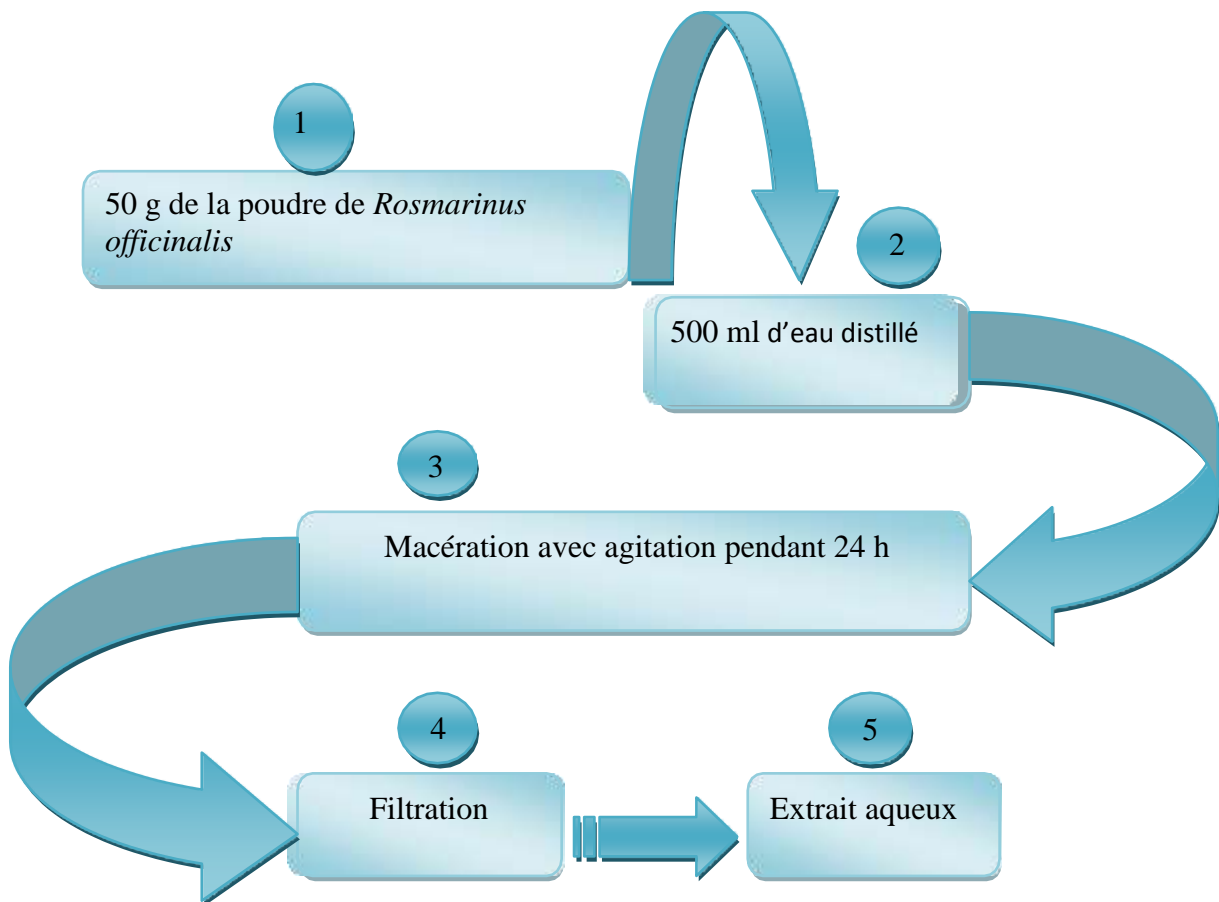 1
50 g de la poudre de Rosmarinus
officinalis
2
500 ml d’eau distillé
3
Macération avec agitation pendant 24 h
4
Filtration
5
Extrait aqueux